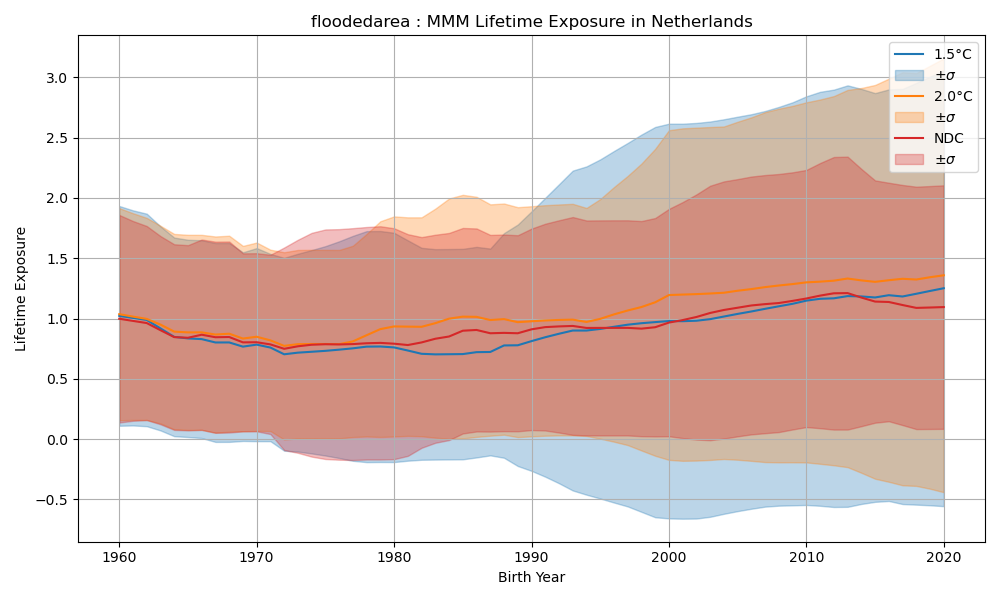 floodedarea : MMM Lifetime Exposure in Netherlands
1.5°C
±σ
2.0°C
±σ
NDC
±σ
3.0
2.5
2.0
1.5
1.0
0.5
0.0
−0.5
Lifetime Exposure
1960
1970
1980
1990
2000
2010
2020
Birth Year